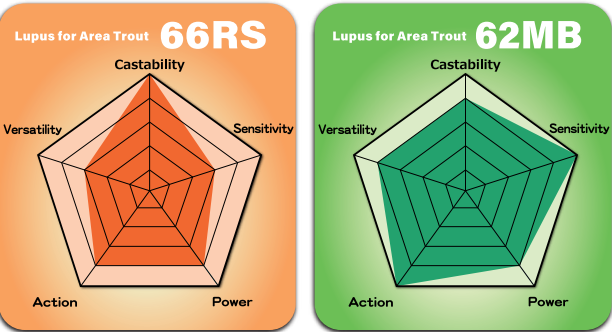 Lupus for Area Trout 66RS
Castability
Versatility Sensitivity
Action Power
Lupus for Area Trout 62MB
Castability
Versatility Sensitivity
Action Power